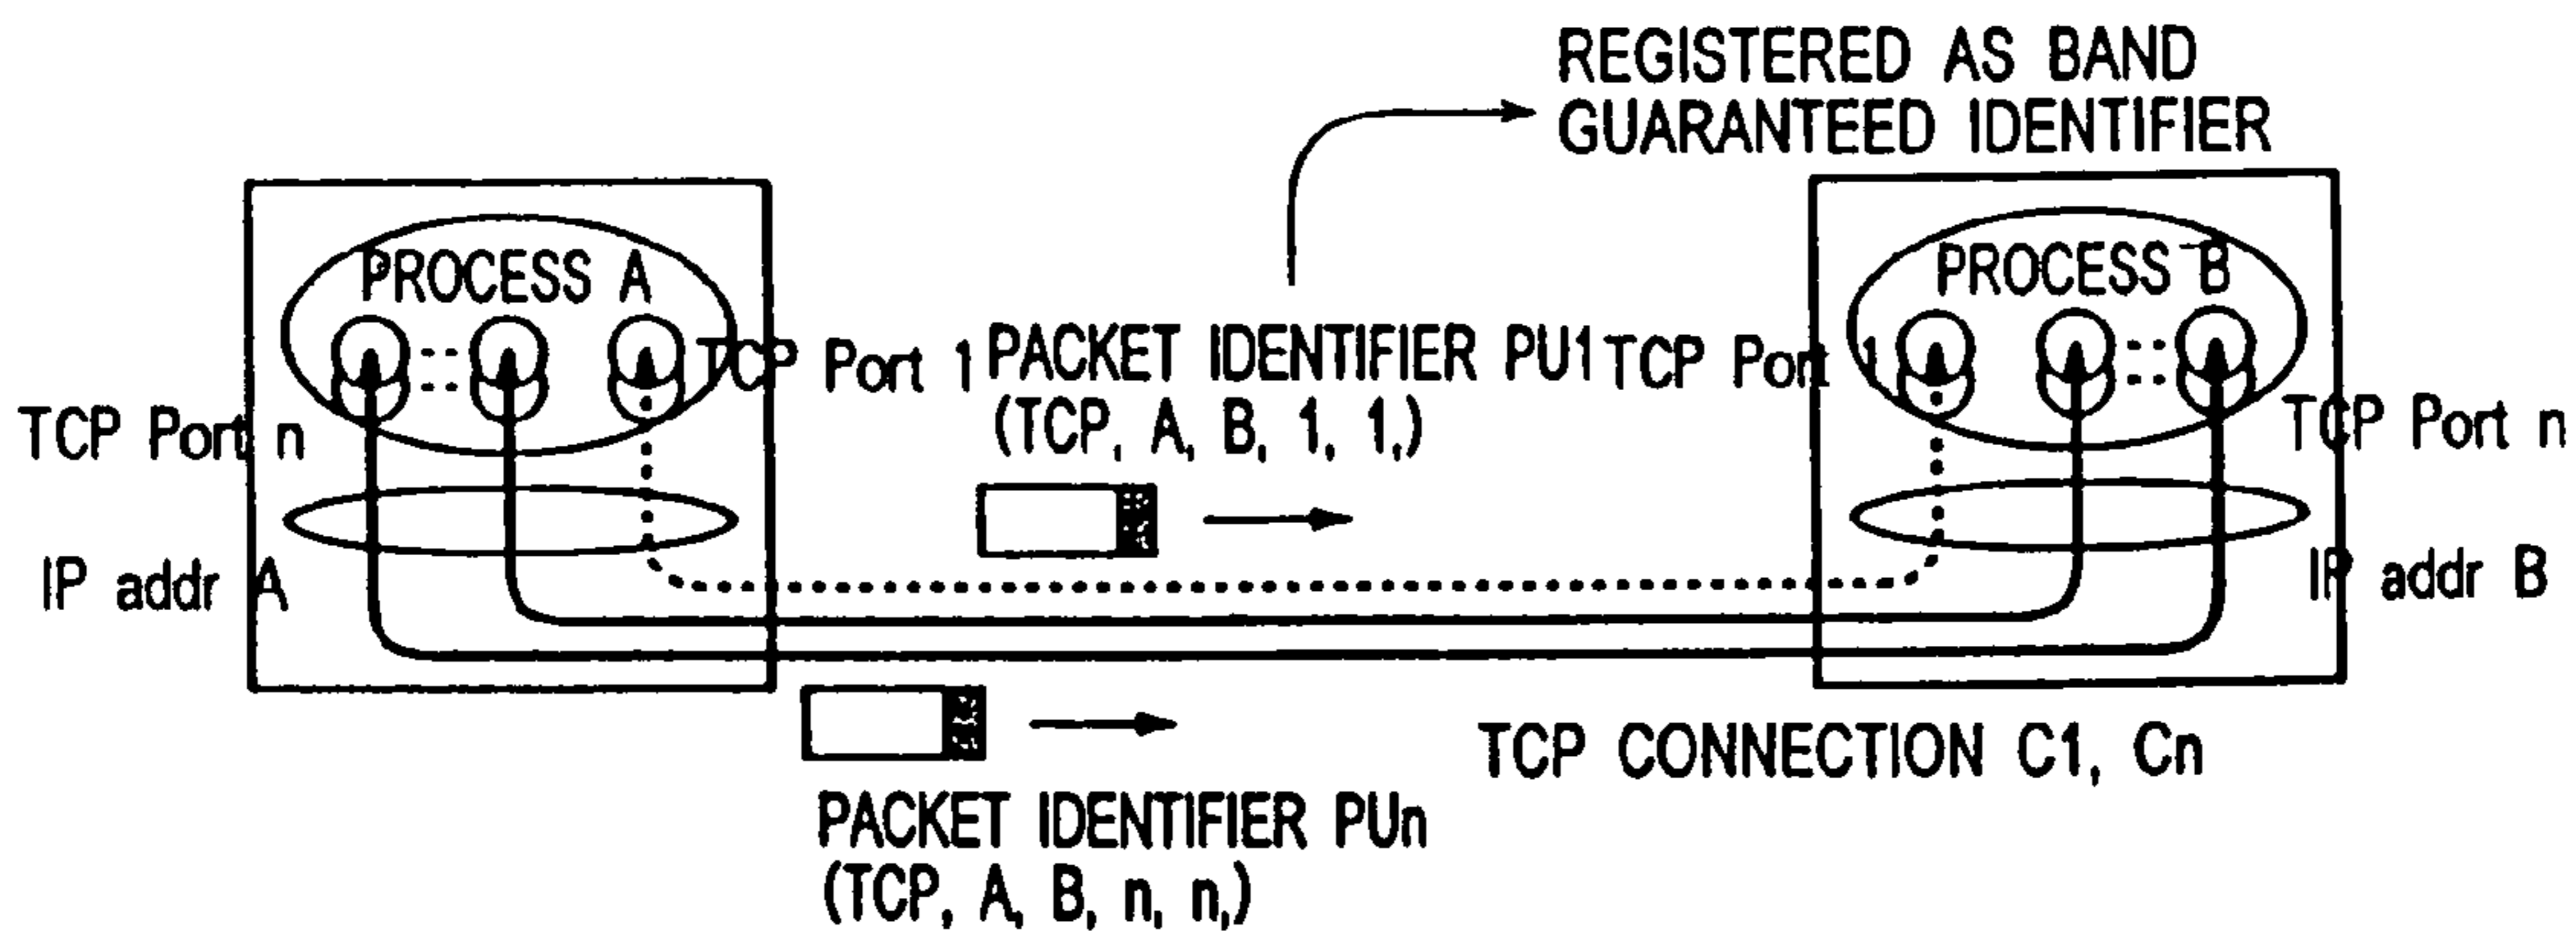 REGISTERED AS BAND
GUARANTEED IDENTIFIER
PROCESS A
PROCESS B
TCP Port 1
PACKET IDENTIFIER PU1
(TCP, A, B, 1, 1,)
TCP Port 1
TCP Port n
TCP Port n
IP addr A
IP addr B
TCP CONNECTION C1, Cn
PACKET IDENTIFIER PUn
(TCP, A, B, n, n,)